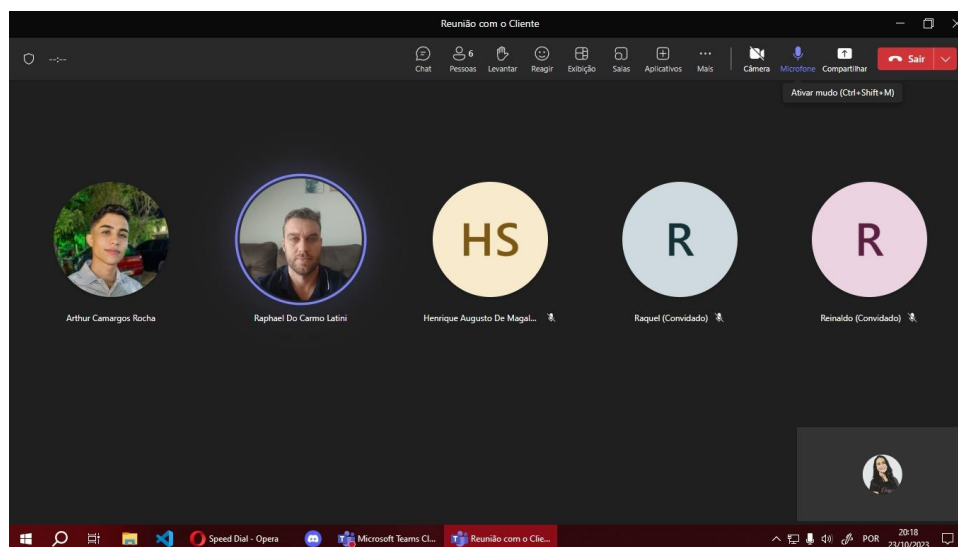 Reunião com o Cliente
--:--
6
Chat Pessoas Levantar Reagir Exibição Salas Aplicativos Mais Câmera Microfone Compartilhar Sair
Ativar mudo (Ctrl+Shift+M)
HS R R
Arthur Camargos Rocha Raphael Do Carmo Latini Henrique Augusto De Magal... Raquel (Convidado) Reinaldo (Convidado)
Speed Dial - Opera Microsoft Teams Cl... Reunião com o Clie... POR 20:18
23/10/2023